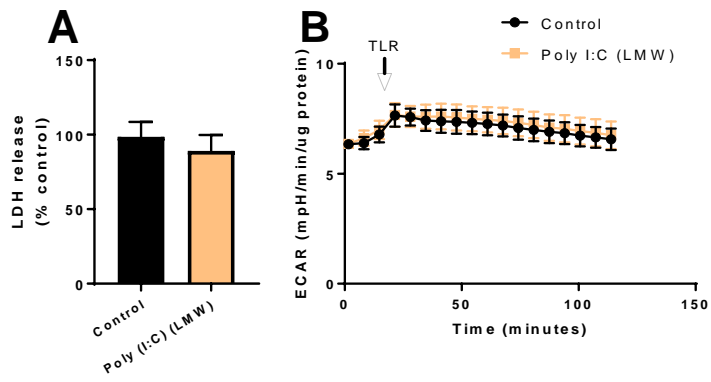 A
LDH release
(% control)
150
100
50
0
Control
Poly (I:C) (LMW)
B
Control
Poly I:C (LMW)
TLR
ECAR (mpH/min/ug protein)
10
5
0
0
50
100
150
Time (minutes)